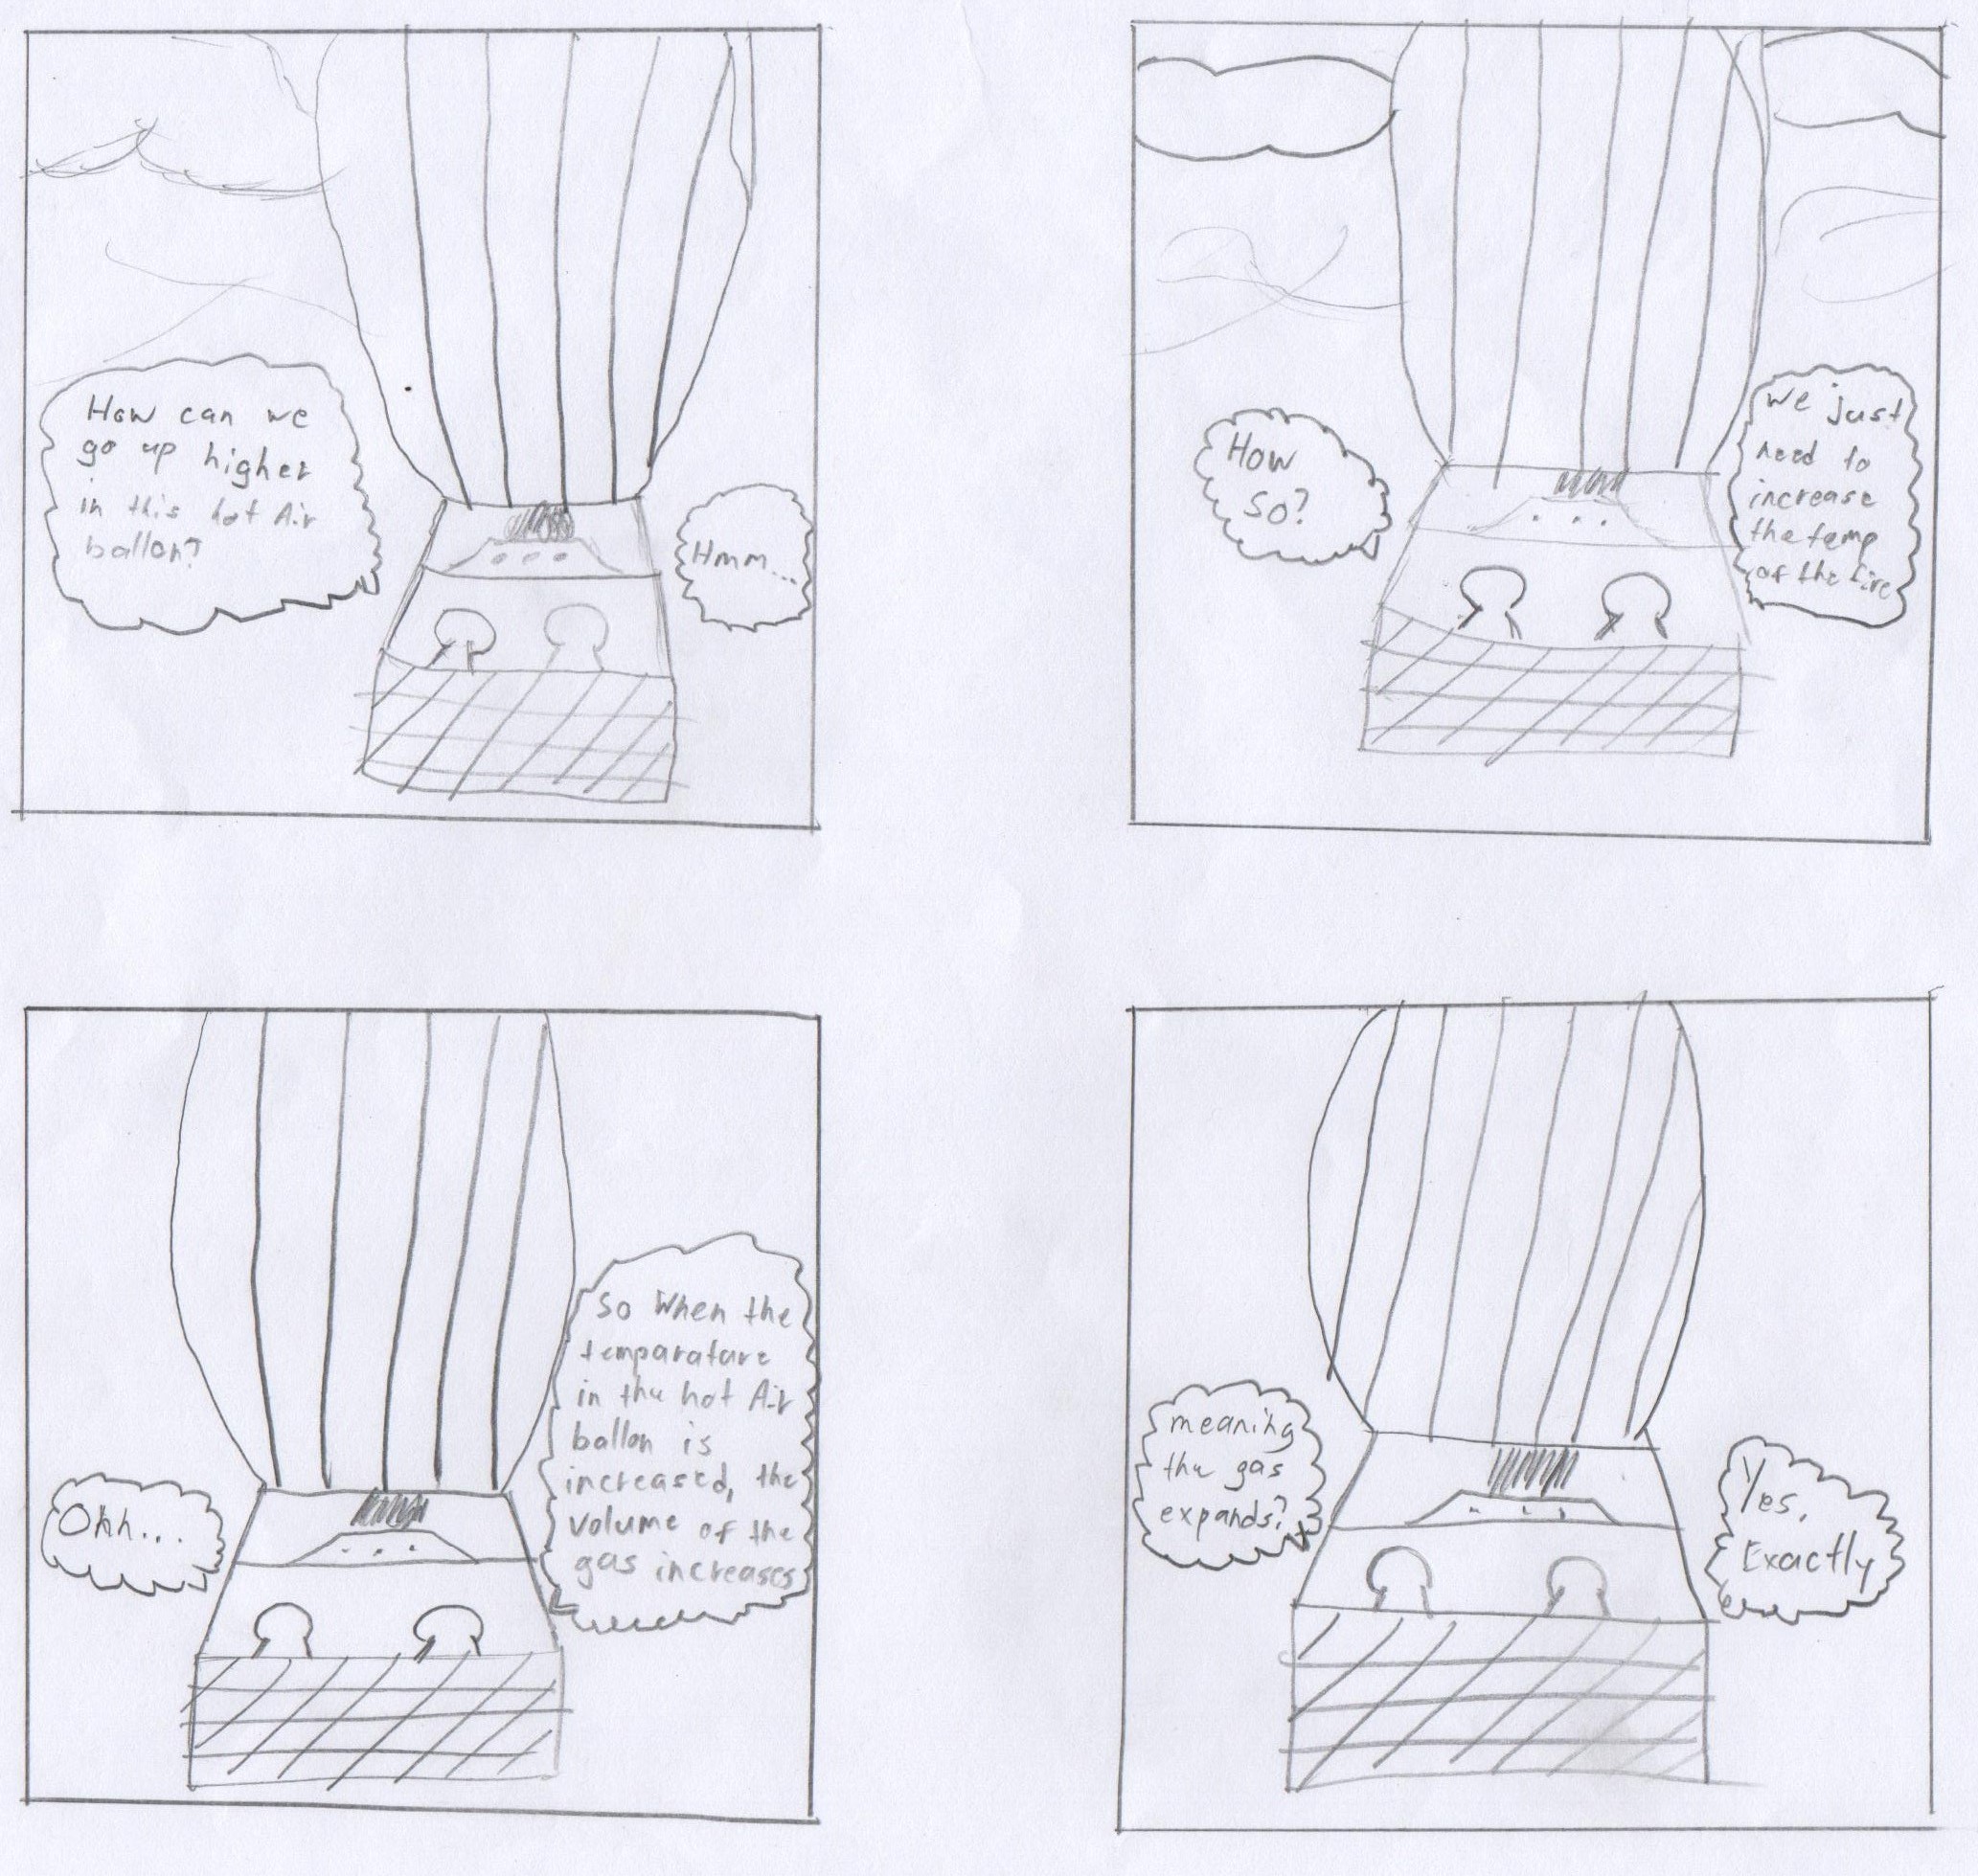 How can we
go up higher
in this hot Air
ballon?
Hmm...
How
So?
we just
need to
increase
the temp
of the fire
Ohh...
So When the
temparature
in the hot Air
ballon is
increased, the
volume of the
gas increases
meaning
the gas
expands?
Yes,
Exactly